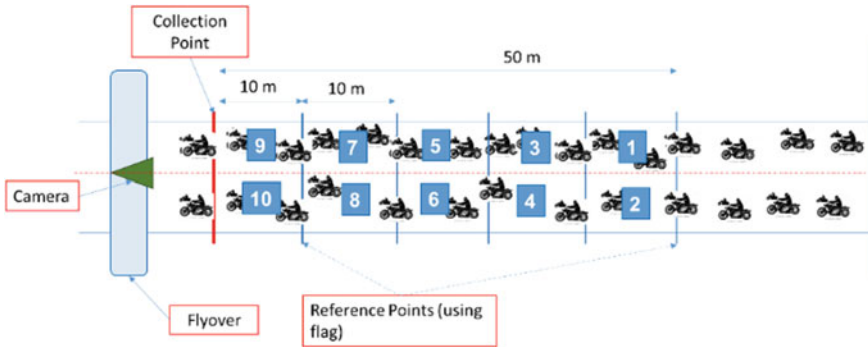 Collection
Point
50 m
10 m
10 m
9
7
5
3
1
Camera
10
8
6
4
2
Flyover
Reference Points (using
flag)